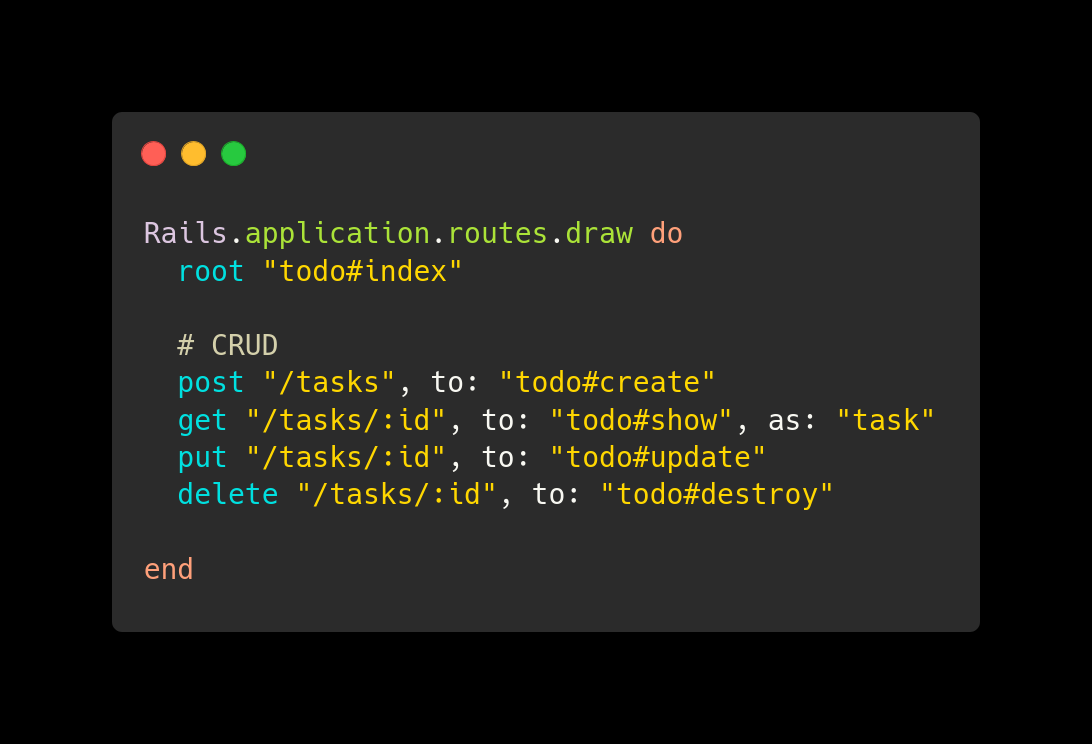 Rails.application.routes.draw do
  root "todo#index"

  # CRUD
  post "/tasks", to: "todo#create"
  get "/tasks/:id", to: "todo#show", as: "task"
  put "/tasks/:id", to: "todo#update"
  delete "/tasks/:id", to: "todo#destroy"

end